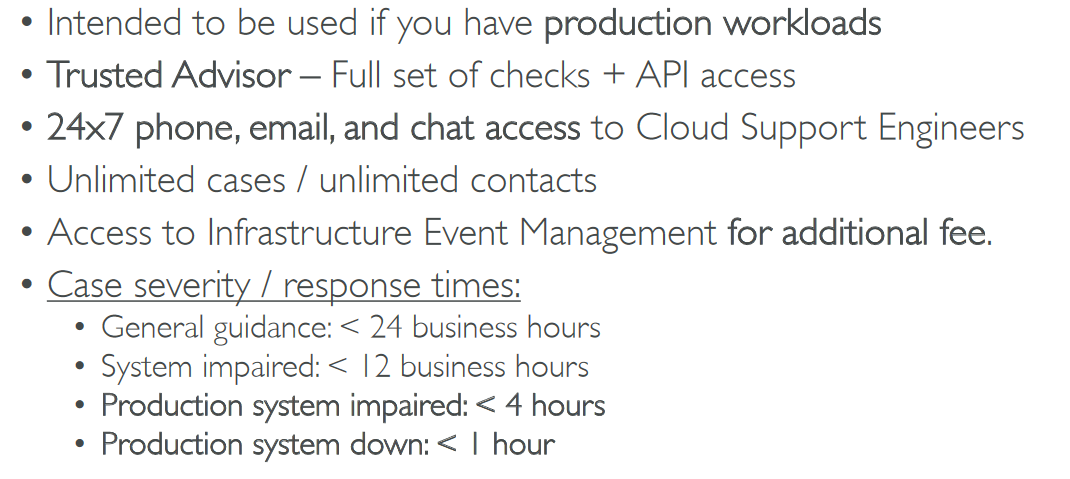 • Intended to be used if you have production workloads
• Trusted Advisor – Full set of checks + API access
• 24x7 phone, email, and chat access to Cloud Support Engineers
• Unlimited cases / unlimited contacts
• Access to Infrastructure Event Management for additional fee.
• Case severity / response times:
• General guidance: < 24 business hours
• System impaired: < 12 business hours
• Production system impaired: < 4 hours
• Production system down: < 1 hour